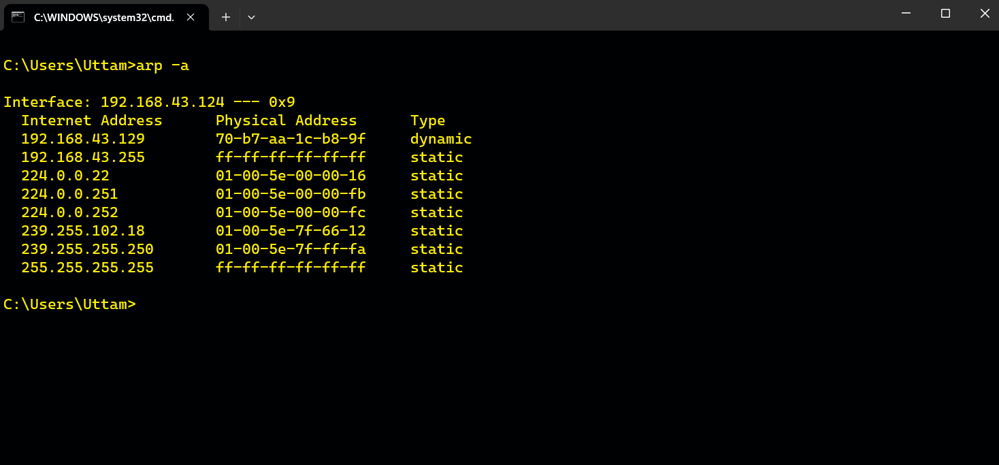 C:\WINDOWS\system32\cmd.
C:\Users\Uttam>arp -a
Interface: 192.168.43.124 --- 0x9
Internet Address Physical Address Type
192.168.43.129 70-b7-aa-1c-b8-9f dynamic
192.168.43.255 ff-ff-ff-ff-ff-ff static
224.0.0.22 01-00-5e-00-00-16 static
224.0.0.251 01-00-5e-00-00-fb static
224.0.0.252 01-00-5e-00-00-fc static
239.255.102.18 01-00-5e-7f-66-12 static
239.255.255.250 01-00-5e-7f-ff-fa static
255.255.255.255 ff-ff-ff-ff-ff-ff static
C:\Users\Uttam>